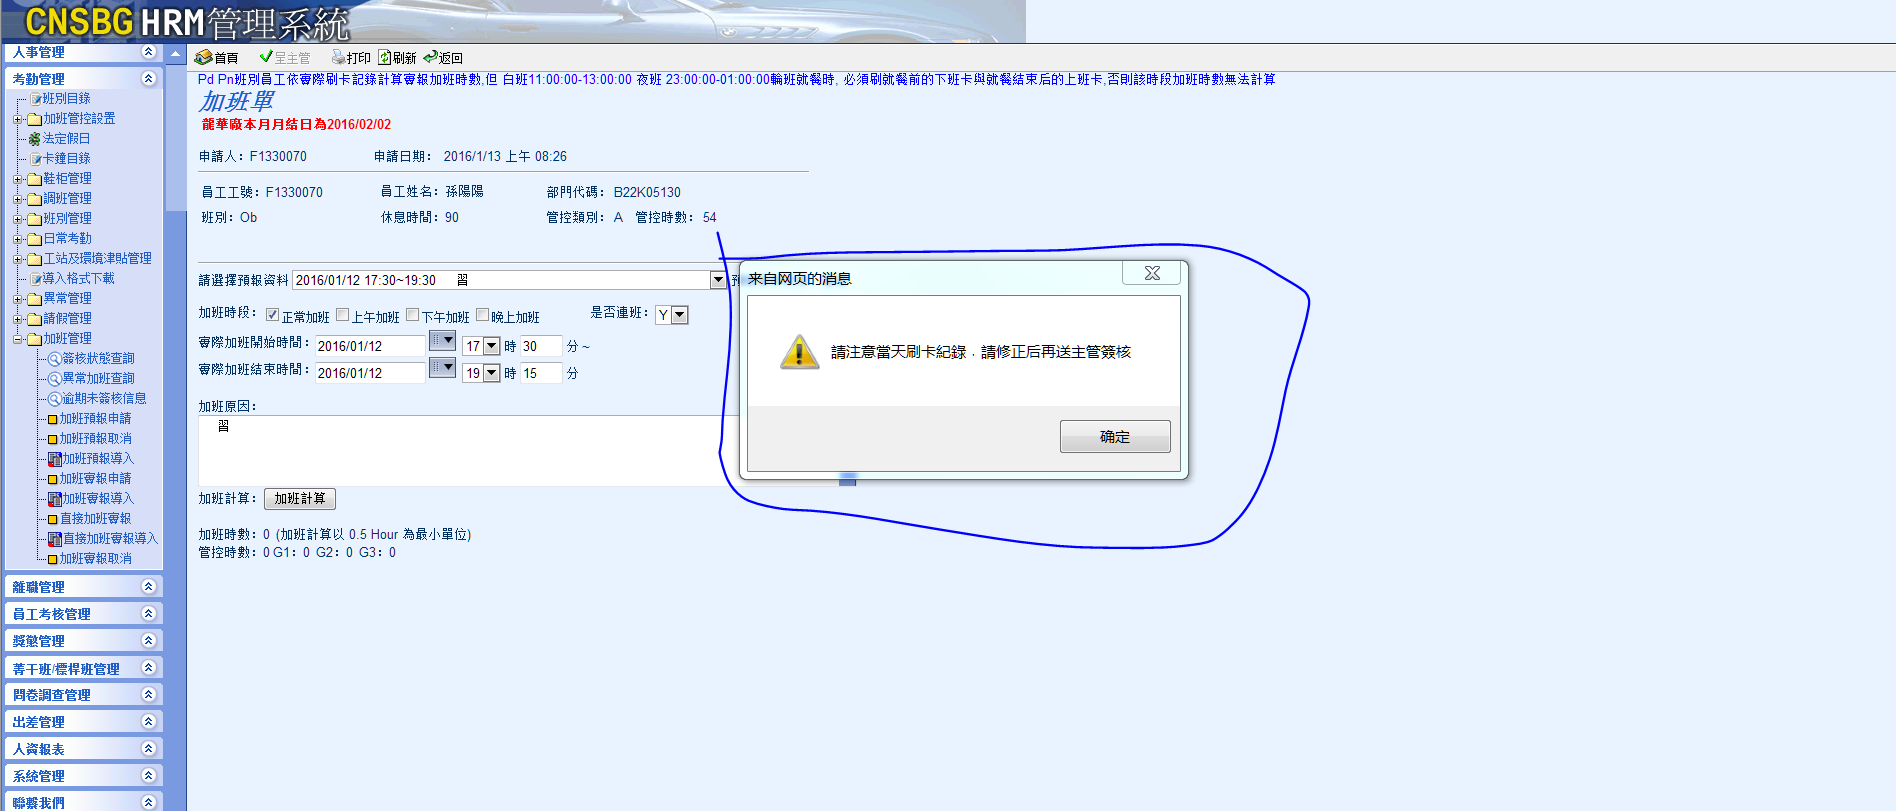 CNSBG HRM管理系統
人事管理
考勤管理
班別目錄
加班管控設置
法定假日
卡鐘目錄
鞋柜管理
調班管理
班別管理
日常考勤
工站及環境津貼管理
導入格式下載
異常管理
請假管理
加班管理
簽核狀態查詢
異常加班查詢
逾期未簽核信息
加班預報申請
加班預報取消
加班預報導入
加班實報申請
加班實報導入
直接加班實報
直接加班實報導入
加班實報取消
離職管理
員工考核管理
獎懲管理
菁干班/標桿班管理
問卷調查管理
出差管理
人資報表
系統管理
聯繫我們
首頁 呈主管 打印 刷新 返回
Pd Pn班別員工依實際刷卡記錄計算實報加班時數,但 白班11:00:00-13:00:00 夜班 23:00:00-01:00:00輪班就餐時, 必須刷就餐前的下班卡與就餐結束后的上班卡,否則該時段加班時數無法計算
加班單
龍華廠本月月結日為2016/02/02
申請人: F1330070 申請日期: 2016/1/13 上午 08:26
員工工號: F1330070 員工姓名: 孫陽陽 部門代碼: B22K05130
班別: Ob 休息時間: 90 管控類別: A 管控時數: 54
請選擇預報資料 2016/01/12 17:30~19:30 習
加班時段: 正常加班 上午加班 下午加班 晚上加班 是否連班: Y
實際加班開始時間: 2016/01/12 17 時 30 分 ~
實際加班結束時間: 2016/01/12 19 時 15 分
加班原因:
習
加班計算: 加班計算
加班時數: 0 (加班計算以 0.5 Hour 為最小單位)
管控時數: 0 G1: 0 G2: 0 G3: 0
来自网页的消息
請注意當天刷卡紀錄﹐請修正后再送主管簽核
确定